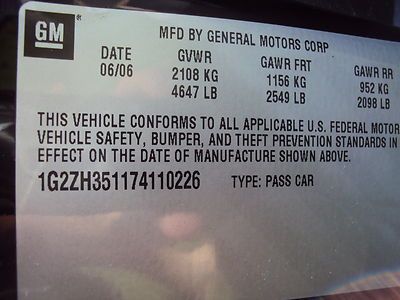 GM
MFD BY GENERAL MOTORS CORP
DATE GVWR GAWR FRT GAWR RR
06/06 2108 KG 1156 KG 952 KG
4647 LB 2549 LB 2098 LB
THIS VEHICLE CONFORMS TO ALL APPLICABLE U.S. FEDERAL MOTOR
VEHICLE SAFETY, BUMPER, AND THEFT PREVENTION STANDARDS IN
EFFECT ON THE DATE OF MANUFACTURE SHOWN ABOVE.
1G2ZH351174110226 TYPE: PASS CAR